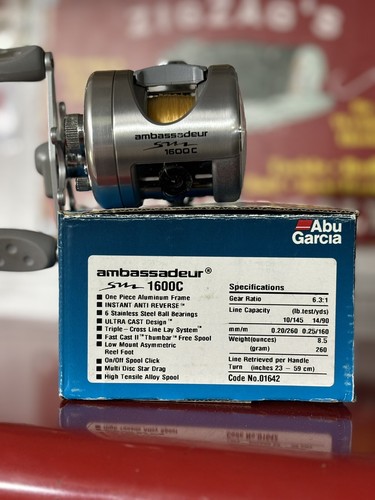 ZIGZAG'S
ambassadeur
sm
1600C
Abu
Garcia
ambassadeur®
sm 1600C
One Piece Aluminum Frame
INSTANT ANTI REVERSE™
6 Stainless Steel Ball Bearings
ULTRA CAST Design™
Triple-Cross Line Lay System™
Fast Cast II™ Thumbar™ Free Spool
Low Mount Asymmetric
Reel Foot
On/Off Spool Click
Multi Disc Star Drag
High Tensile Alloy Spool
Specifications
Gear Ratio 6.3:1
Line Capacity (lb.test/yds)
10/145 14/90
mm/m 0.20/260 0.25/160
Weight(ounces) 8.5
(gram) 260
Line Retrieved per Handle
Turn (inches 23 – 59 cm)
Code No.01642